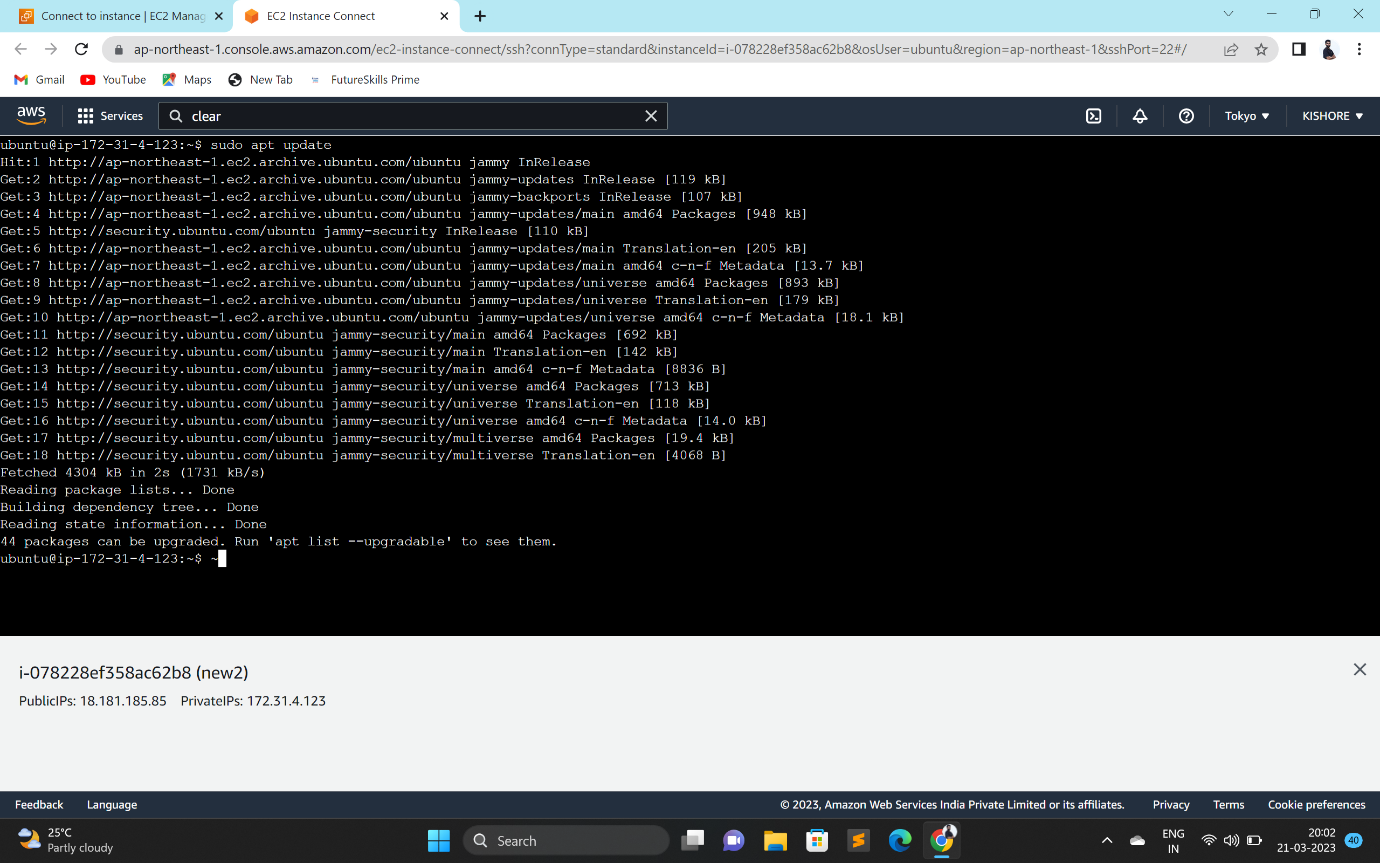 Connect to instance | EC2 Manag
EC2 Instance Connect
ap-northeast-1.console.aws.amazon.com/ec2-instance-connect/ssh?connType=standard&instanceId=i-078228ef358ac62b8&osUser=ubuntu&region=ap-northeast-1&sshPort=22#/
Gmail YouTube Maps New Tab FutureSkills Prime
aws Services clear Tokyo ▼ KISHORE ▼
ubuntu@ip-172-31-4-123:~$ sudo apt update
Hit:1 http://ap-northeast-1.ec2.archive.ubuntu.com/ubuntu jammy InRelease
Get:2 http://ap-northeast-1.ec2.archive.ubuntu.com/ubuntu jammy-updates InRelease [119 kB]
Get:3 http://ap-northeast-1.ec2.archive.ubuntu.com/ubuntu jammy-backports InRelease [107 kB]
Get:4 http://ap-northeast-1.ec2.archive.ubuntu.com/ubuntu jammy-updates/main amd64 Packages [948 kB]
Get:5 http://security.ubuntu.com/ubuntu jammy-security InRelease [110 kB]
Get:6 http://ap-northeast-1.ec2.archive.ubuntu.com/ubuntu jammy-updates/main Translation-en [205 kB]
Get:7 http://ap-northeast-1.ec2.archive.ubuntu.com/ubuntu jammy-updates/main amd64 c-n-f Metadata [13.7 kB]
Get:8 http://ap-northeast-1.ec2.archive.ubuntu.com/ubuntu jammy-updates/universe amd64 Packages [893 kB]
Get:9 http://ap-northeast-1.ec2.archive.ubuntu.com/ubuntu jammy-updates/universe Translation-en [179 kB]
Get:10 http://ap-northeast-1.ec2.archive.ubuntu.com/ubuntu jammy-updates/universe amd64 c-n-f Metadata [18.1 kB]
Get:11 http://security.ubuntu.com/ubuntu jammy-security/main amd64 Packages [692 kB]
Get:12 http://security.ubuntu.com/ubuntu jammy-security/main Translation-en [142 kB]
Get:13 http://security.ubuntu.com/ubuntu jammy-security/main amd64 c-n-f Metadata [8836 B]
Get:14 http://security.ubuntu.com/ubuntu jammy-security/universe amd64 Packages [713 kB]
Get:15 http://security.ubuntu.com/ubuntu jammy-security/universe Translation-en [118 kB]
Get:16 http://security.ubuntu.com/ubuntu jammy-security/universe amd64 c-n-f Metadata [14.0 kB]
Get:17 http://security.ubuntu.com/ubuntu jammy-security/multiverse amd64 Packages [19.4 kB]
Get:18 http://security.ubuntu.com/ubuntu jammy-security/multiverse Translation-en [4068 B]
Fetched 4304 kB in 2s (1731 kB/s)
Reading package lists... Done
Building dependency tree... Done
Reading state information... Done
44 packages can be upgraded. Run 'apt list --upgradable' to see them.
ubuntu@ip-172-31-4-123:~$ ~
i-078228ef358ac62b8 (new2)
PublicIPs: 18.181.185.85 PrivateIPs: 172.31.4.123
Feedback Language © 2023, Amazon Web Services India Private Limited or its affiliates. Privacy Terms Cookie preferences
25°C
Partly cloudy
Search
ENG
IN
20:02
21-03-2023
40